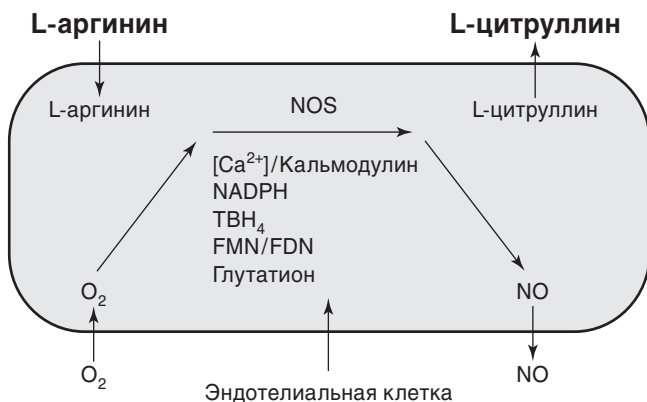 L-аргинин
L-цитруллин
L-аргинин
NOS
L-цитруллин
[Ca²⁺]/Кальмодулин
NADPH
TBH₄
FMN/FDN
Глутатион
O₂
NO
O₂
NO
Эндотелиальная клетка